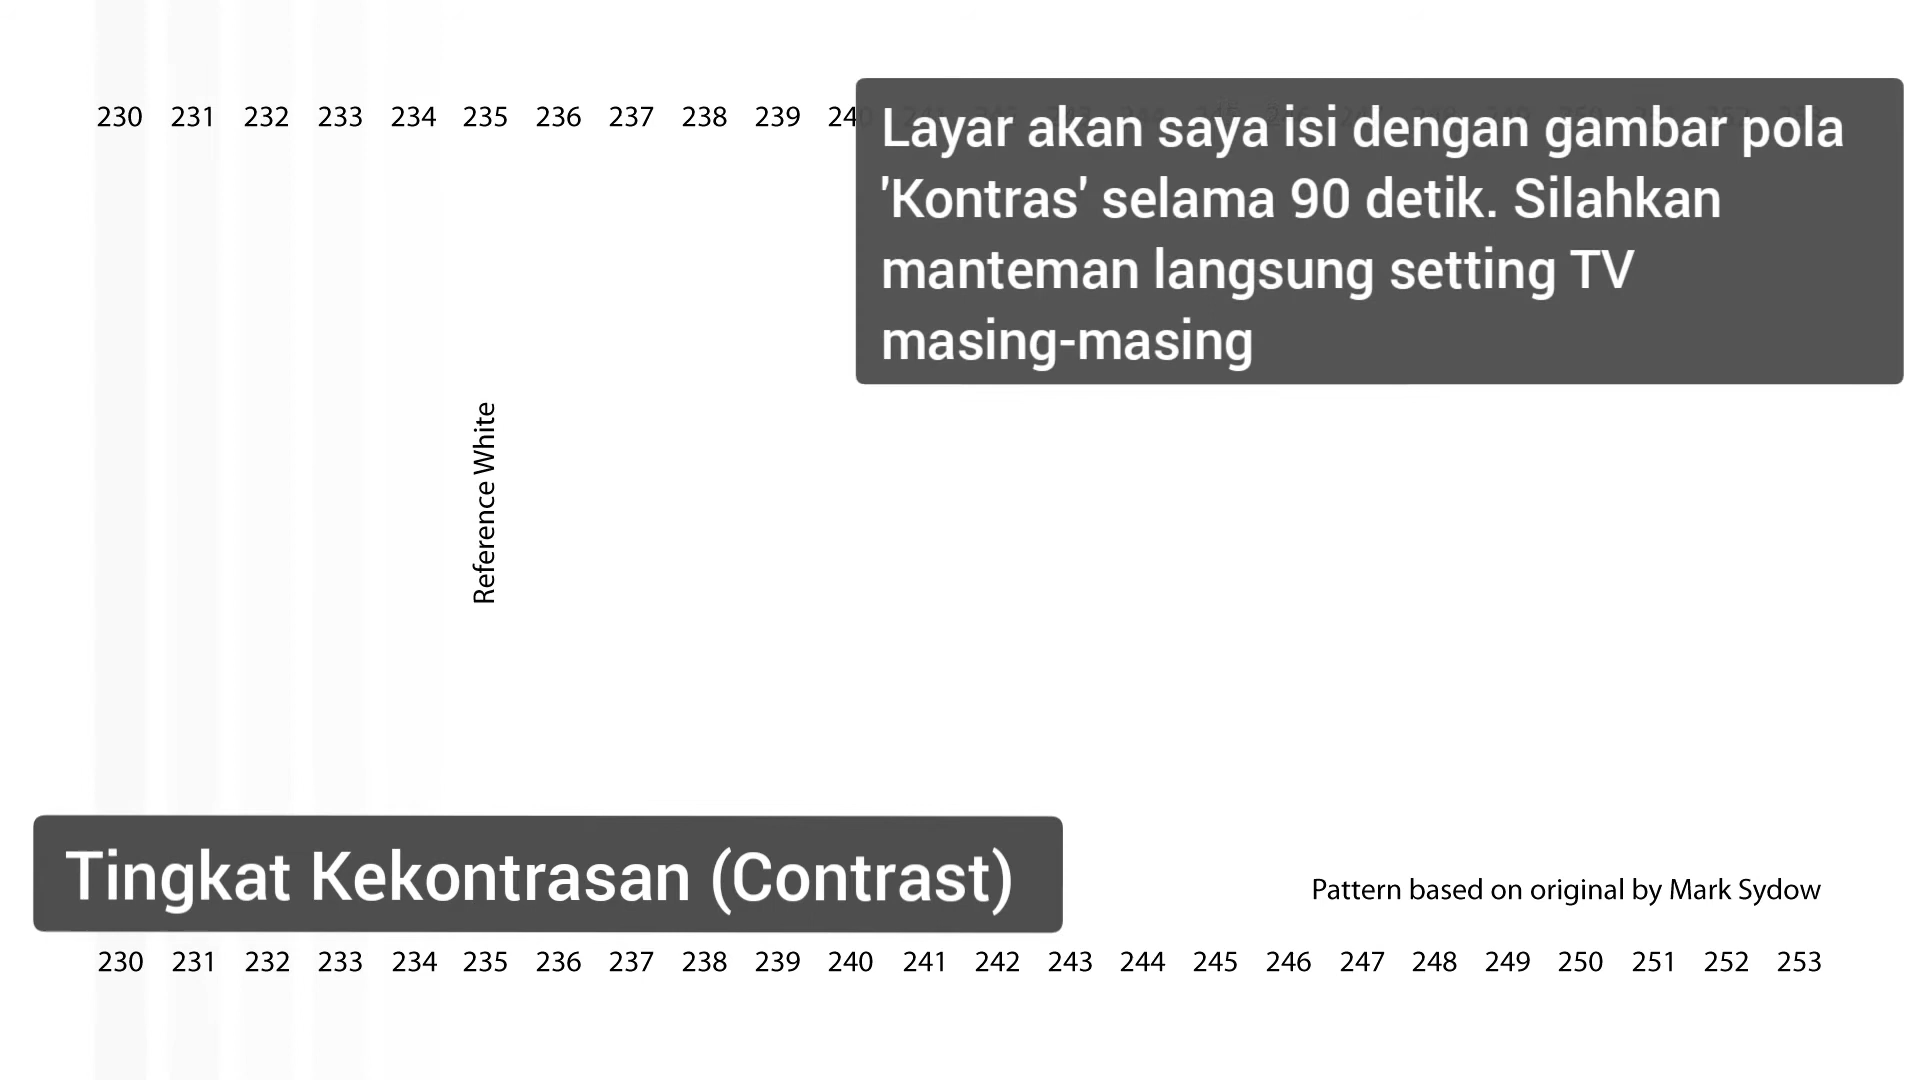 230 231 232 233 234 235 236 237 238 239 240
Layar akan saya isi dengan gambar pola
'Kontras' selama 90 detik. Silahkan
manteman langsung setting TV
masing-masing
Reference White
Tingkat Kekontrasan (Contrast)
Pattern based on original by Mark Sydow
230 231 232 233 234 235 236 237 238 239 240 241 242 243 244 245 246 247 248 249 250 251 252 253